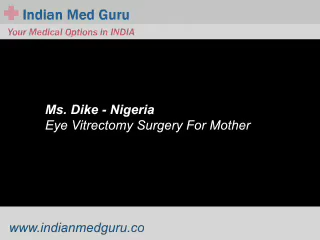 Indian Med Guru
Your Medical Options in INDIA
Ms. Dike - Nigeria
Eye Vitrectomy Surgery For Mother
www.indianmedguru.co